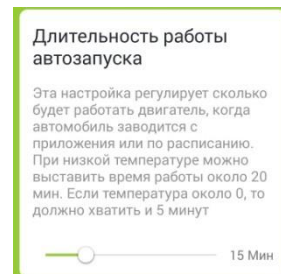 Длительность работы
автозапуска
Эта настройка регулирует сколько
будет работать двигатель, когда
автомобиль заводится с
приложения или по расписанию.
При низкой температуре можно
выставить время работы около 20
мин. Если температура около 0, то
должно хватить и 5 минут
15 Мин